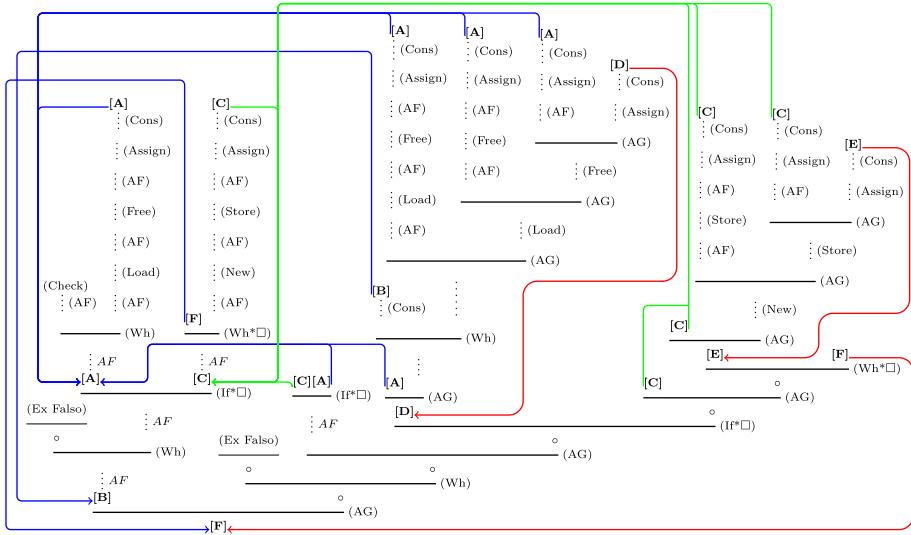 [A] [A] [A]
(Cons) (Cons) (Cons)
[D]
(Assign) (Assign) (Assign) (Cons)
[A] [C] (AF) (AF) (AF) (Assign) [C] [C]
(Cons) (Cons) (Cons) (Cons)
(Free) (Free) (AG) [E]
(Assign) (Assign) (Assign) (Assign) (Cons)
(AF) (AF) (AF) (AF) (Free) (AF) (AF) (Assign)
(Load) (AG)
(Free) (Store) (Store) (AG)
(AF) (Load)
(AF) (AF) (AF) (Store)
(AG)
(Load) (New) (AG)
(Check) [B]
(AF) (AF) (AF) (Cons) (New)
[F] [C]
(Wh) (Wh*□) (Wh) (AG)
AF AF [E] [F]
(Wh*□)
[A] [C] [C][A] [A] [C] ∘
(If*□) (If*□) (AG) (AG)
(Ex Falso) [D] ∘
AF AF (If*□)
∘ (Ex Falso) ∘
(Wh) (AG)
∘ ∘
AF (Wh)
[B] ∘
(AG)
[F]